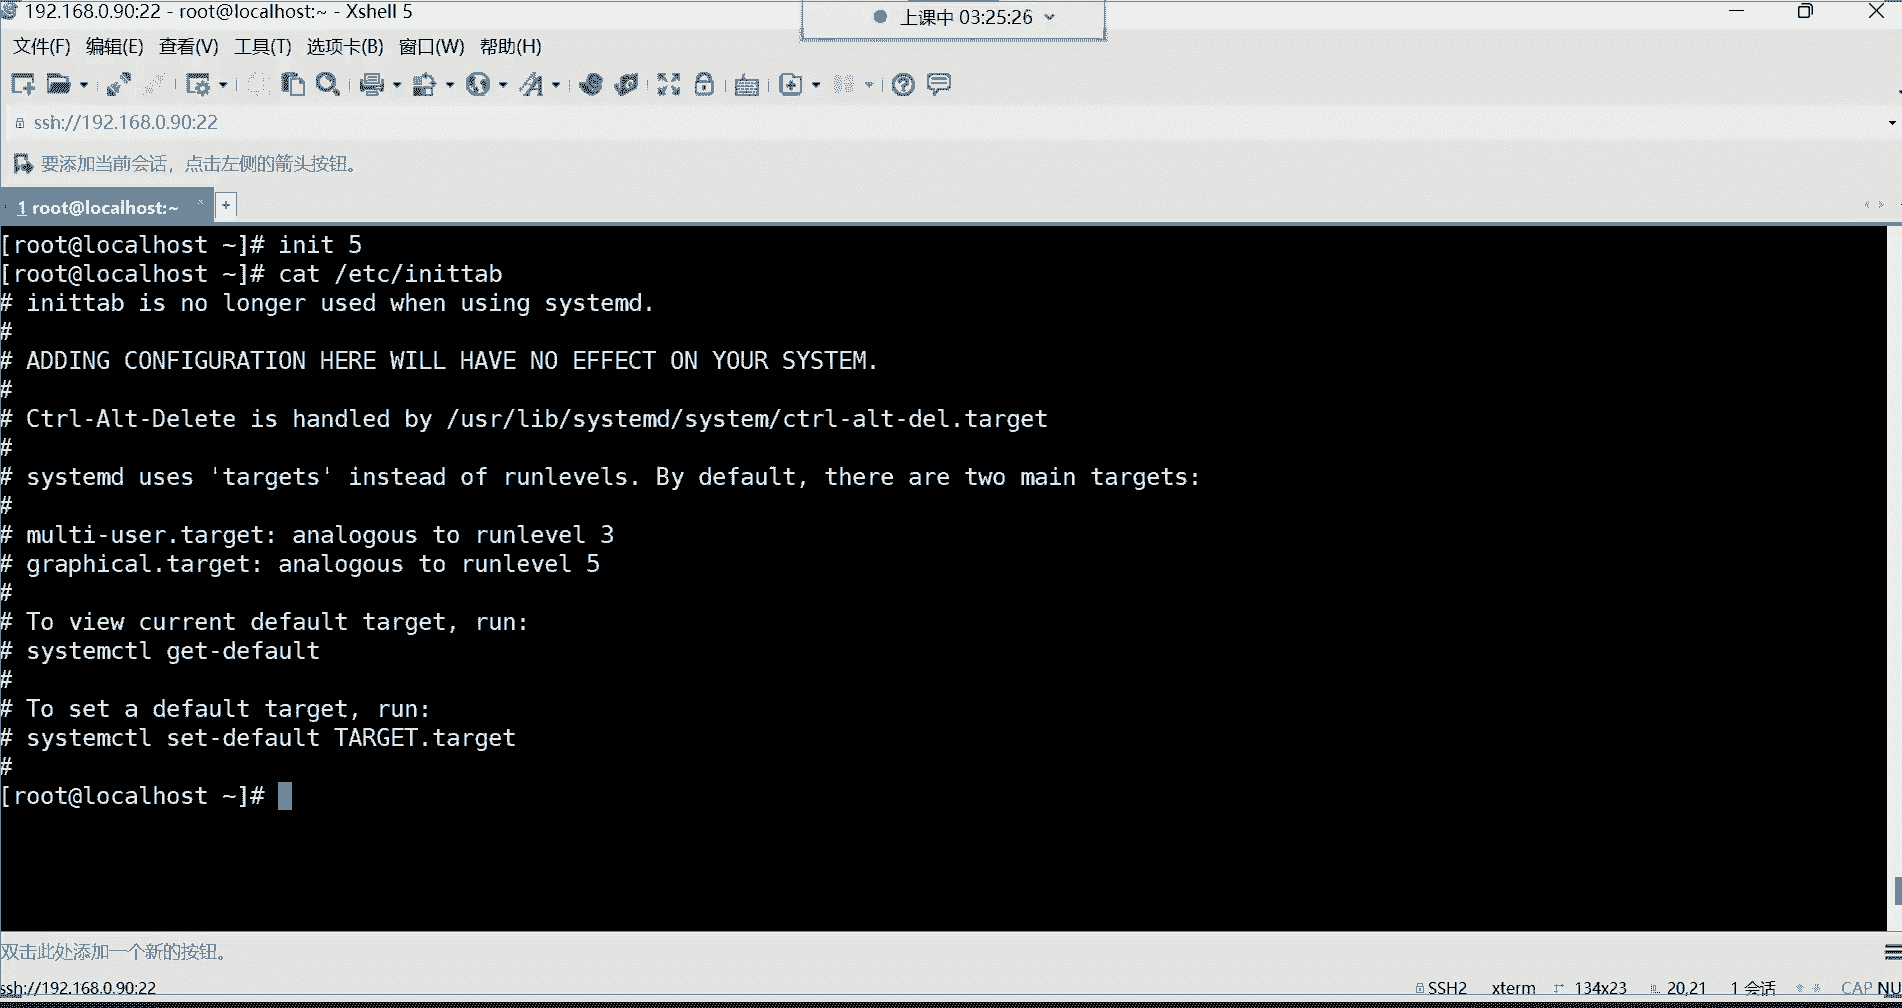 192.168.0.90:22 - root@localhost:~ - Xshell 5
上课中 03:25:26
文件(F) 编辑(E) 查看(V) 工具(T) 选项卡(B) 窗口(W) 帮助(H)
ssh://192.168.0.90:22
要添加当前会话，点击左侧的箭头按钮。
1 root@localhost:~
[root@localhost ~]# init 5
[root@localhost ~]# cat /etc/inittab
# inittab is no longer used when using systemd.
#
# ADDING CONFIGURATION HERE WILL HAVE NO EFFECT ON YOUR SYSTEM.
#
# Ctrl-Alt-Delete is handled by /usr/lib/systemd/system/ctrl-alt-del.target
#
# systemd uses 'targets' instead of runlevels. By default, there are two main targets:
#
# multi-user.target: analogous to runlevel 3
# graphical.target: analogous to runlevel 5
#
# To view current default target, run:
# systemctl get-default
#
# To set a default target, run:
# systemctl set-default TARGET.target
#
[root@localhost ~]#
双击此处添加一个新的按钮。
ssh://192.168.0.90:22 SSH2 xterm 134x23 20,21 1 会话 CAP NU